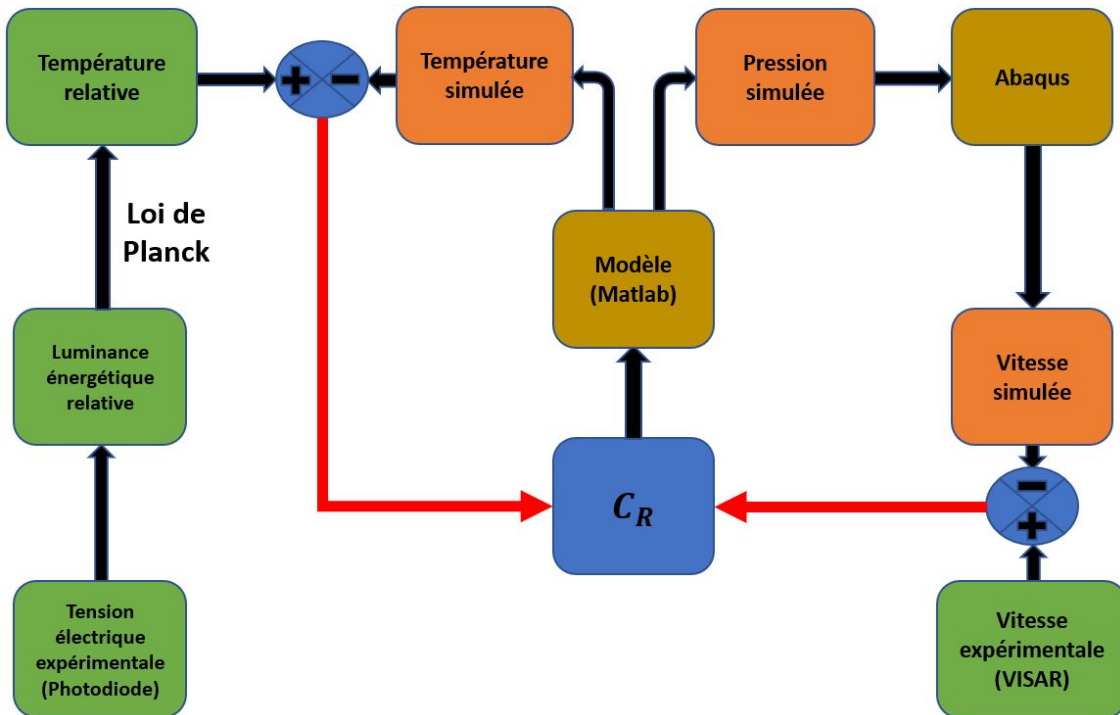 Température
relative
+
−
Température
simulée
Pression
simulée
Abaqus
Loi de
Planck
Modèle
(Matlab)
Luminance
énergétique
relative
Vitesse
simulée
C_R
−
+
Tension
électrique
expérimentale
(Photodiode)
Vitesse
expérimentale
(VISAR)